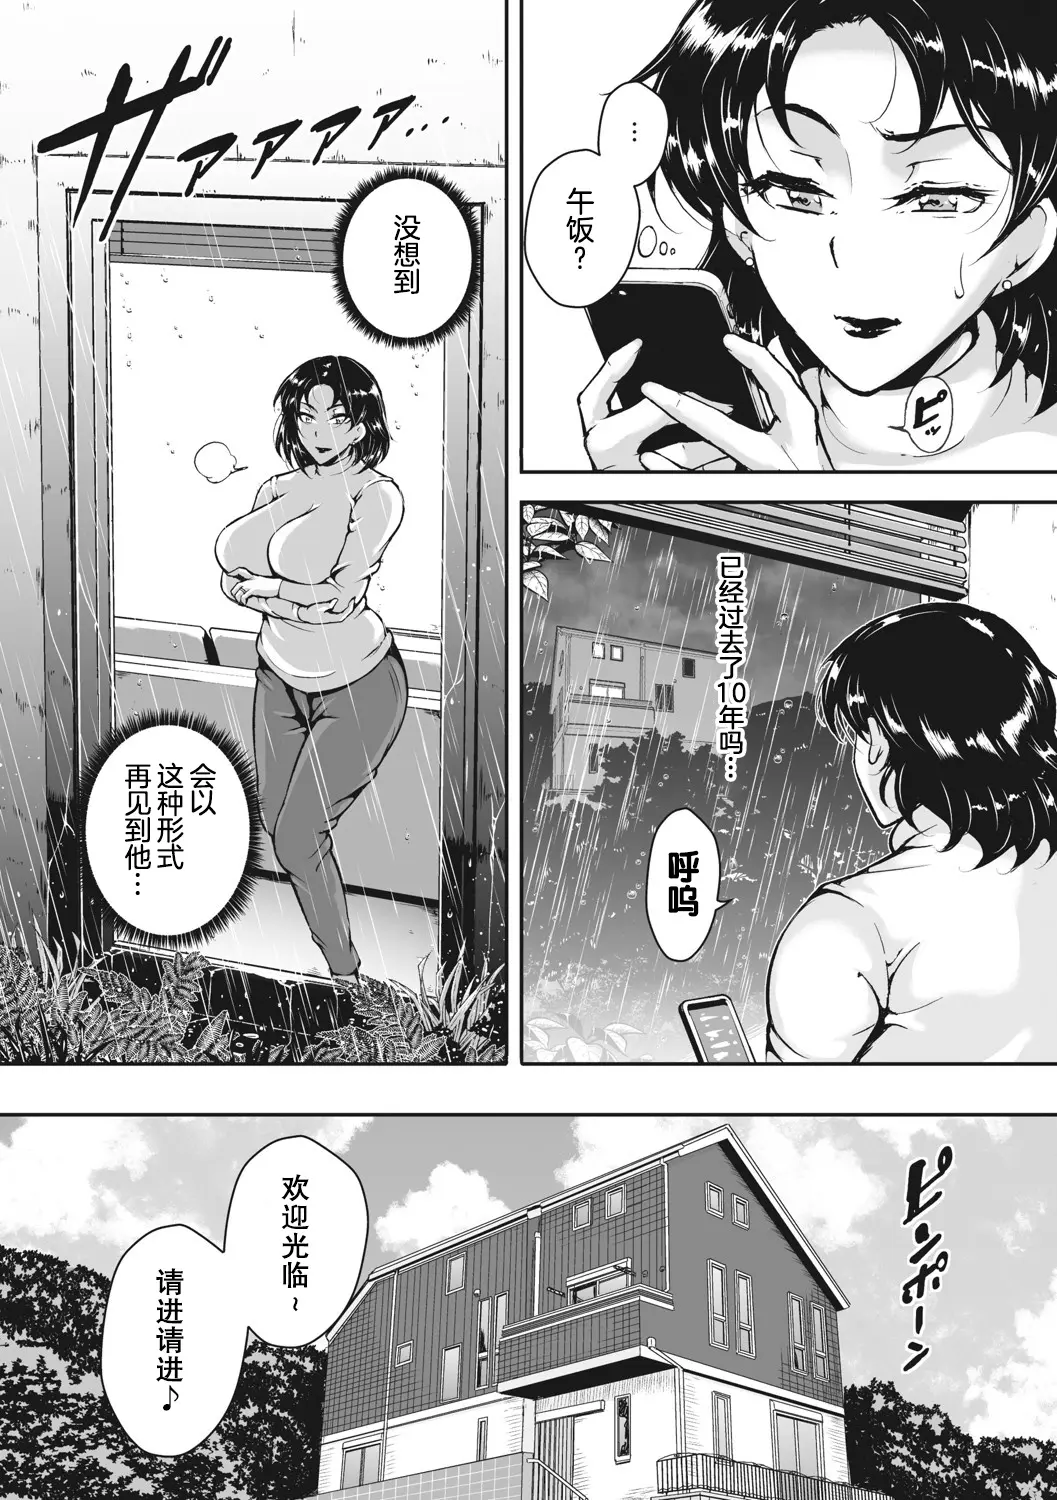 …
午饭?
ピッ
已经过去了10年吗…
呼呜
ザァァァァ…
没想到
会以
这种形式
再见到他…
ピンポーン
欢迎光临~
请进请进♪